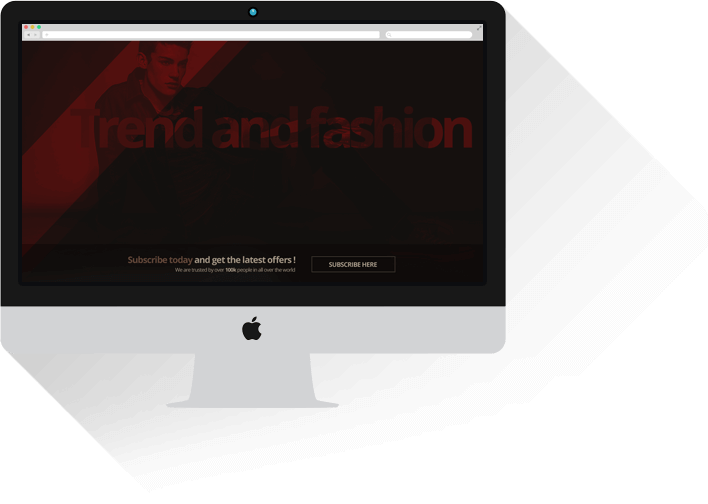 Trend and fashion
Subscribe today and get the latest offers !
We are trusted by over 100k people in all over the world
SUBSCRIBE HERE